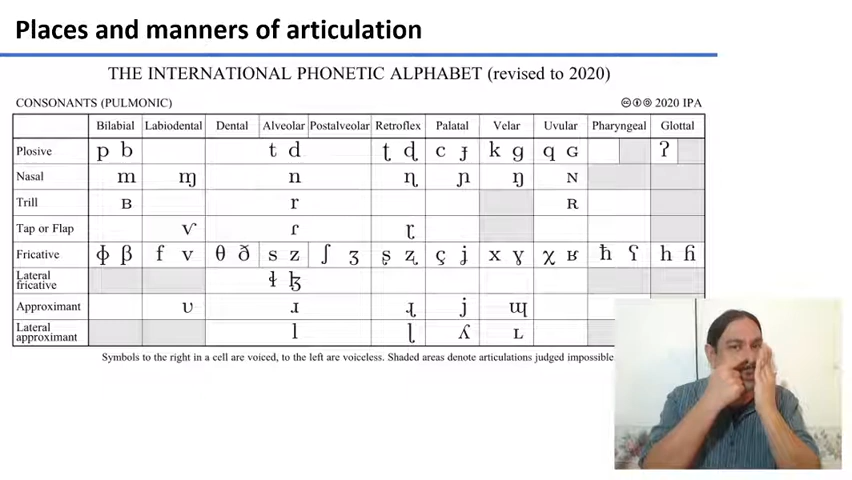 Places and manners of articulation
THE INTERNATIONAL PHONETIC ALPHABET (revised to 2020)
CONSONANTS (PULMONIC) 2020 IPA
Bilabial Labiodental Dental Alveolar Postalveolar Retroflex Palatal Velar Uvular Pharyngeal Glottal
Plosive p b t d ʈ ɖ c ɟ k ɡ q ɢ ʔ
Nasal m ɱ n ɳ ɲ ŋ ɴ
Trill ʙ r ʀ
Tap or Flap ⱱ ɾ ɽ
Fricative ɸ β f v θ ð s z ʃ ʒ ʂ ʐ ç ʝ x ɣ χ ʁ ħ ʕ h ɦ
Lateral
fricative ɬ ɮ
Approximant ʋ ɹ ɻ j ɰ
Lateral
approximant l ɭ ʎ ʟ
Symbols to the right in a cell are voiced, to the left are voiceless. Shaded areas denote articulations judged impossible.